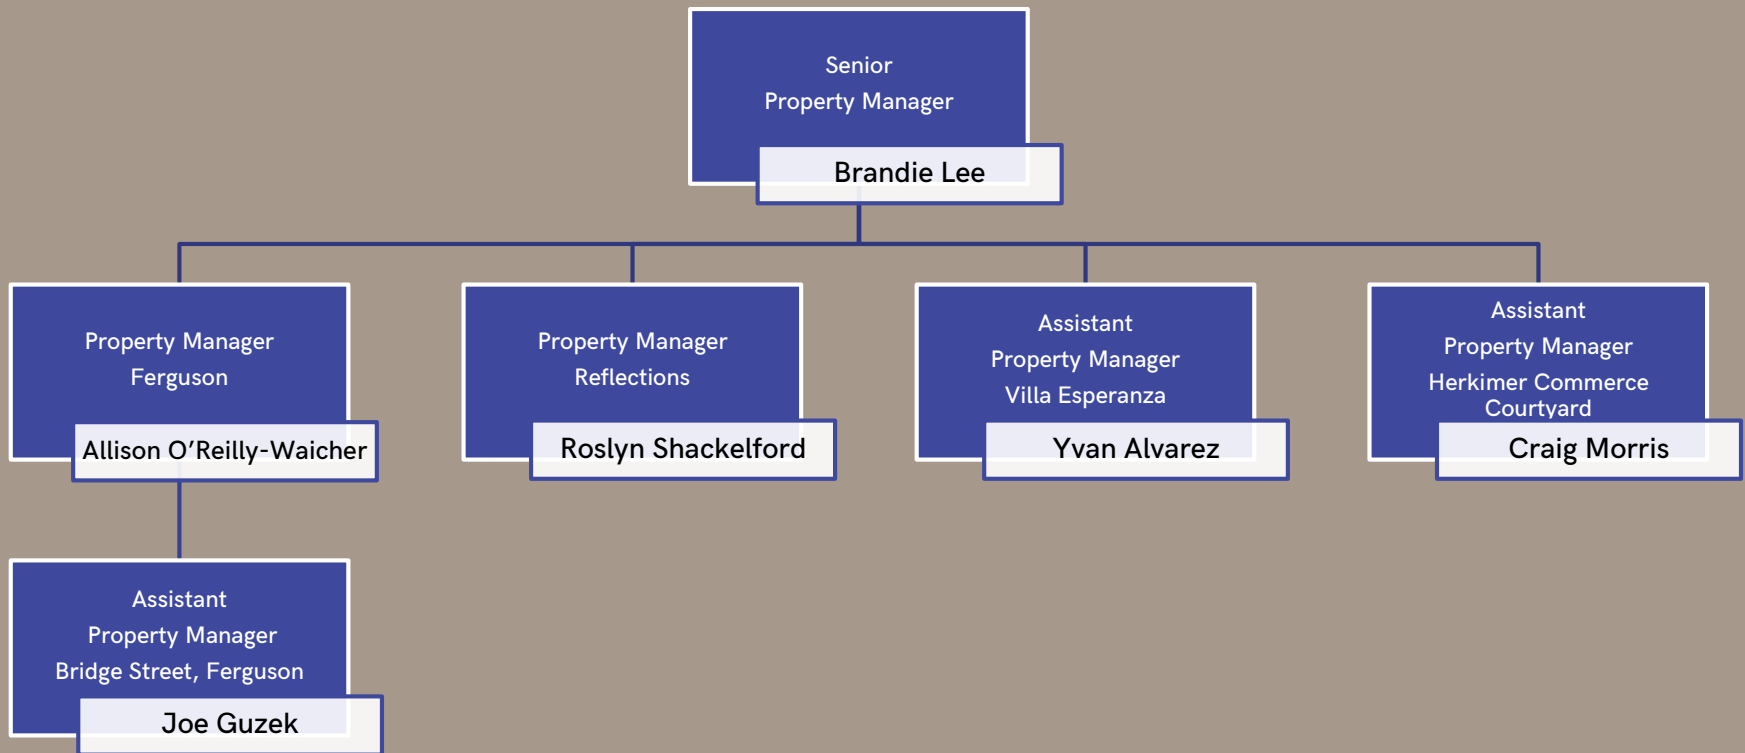 Senior
Property Manager
Brandie Lee
Property Manager
Ferguson
Allison O’Reilly-Waicher
Property Manager
Reflections
Roslyn Shackelford
Assistant
Property Manager
Villa Esperanza
Yvan Alvarez
Assistant
Property Manager
Herkimer Commerce
Courtyard
Craig Morris
Assistant
Property Manager
Bridge Street, Ferguson
Joe Guzek